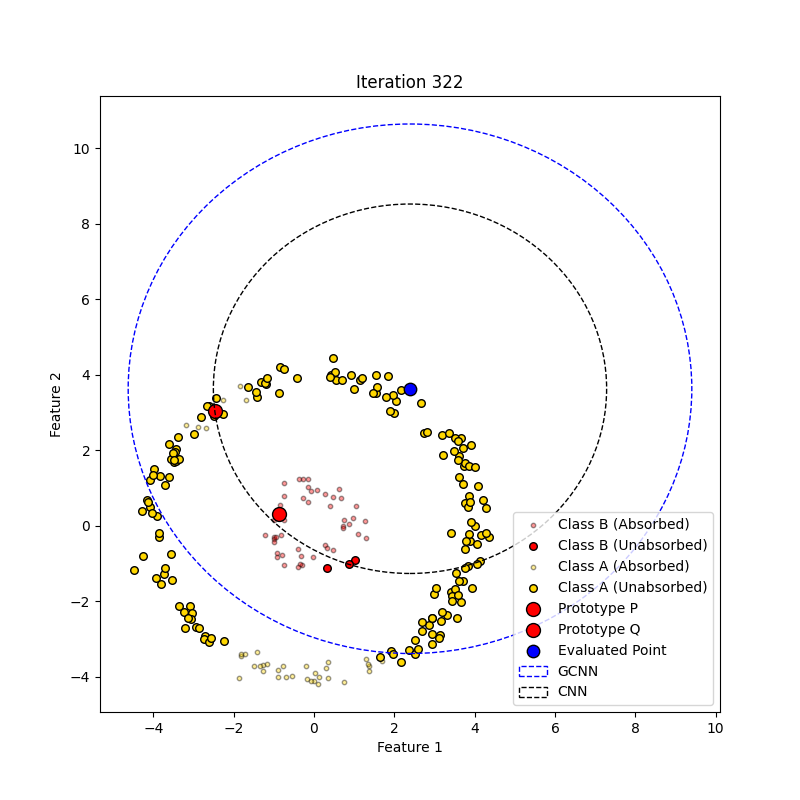 Iteration 322
10
8
6
4
2
0
−2
−4
Feature 2
Class B (Absorbed)
Class B (Unabsorbed)
Class A (Absorbed)
Class A (Unabsorbed)
Prototype P
Prototype Q
Evaluated Point
GCNN
CNN
−4 −2 0 2 4 6 8 10
Feature 1